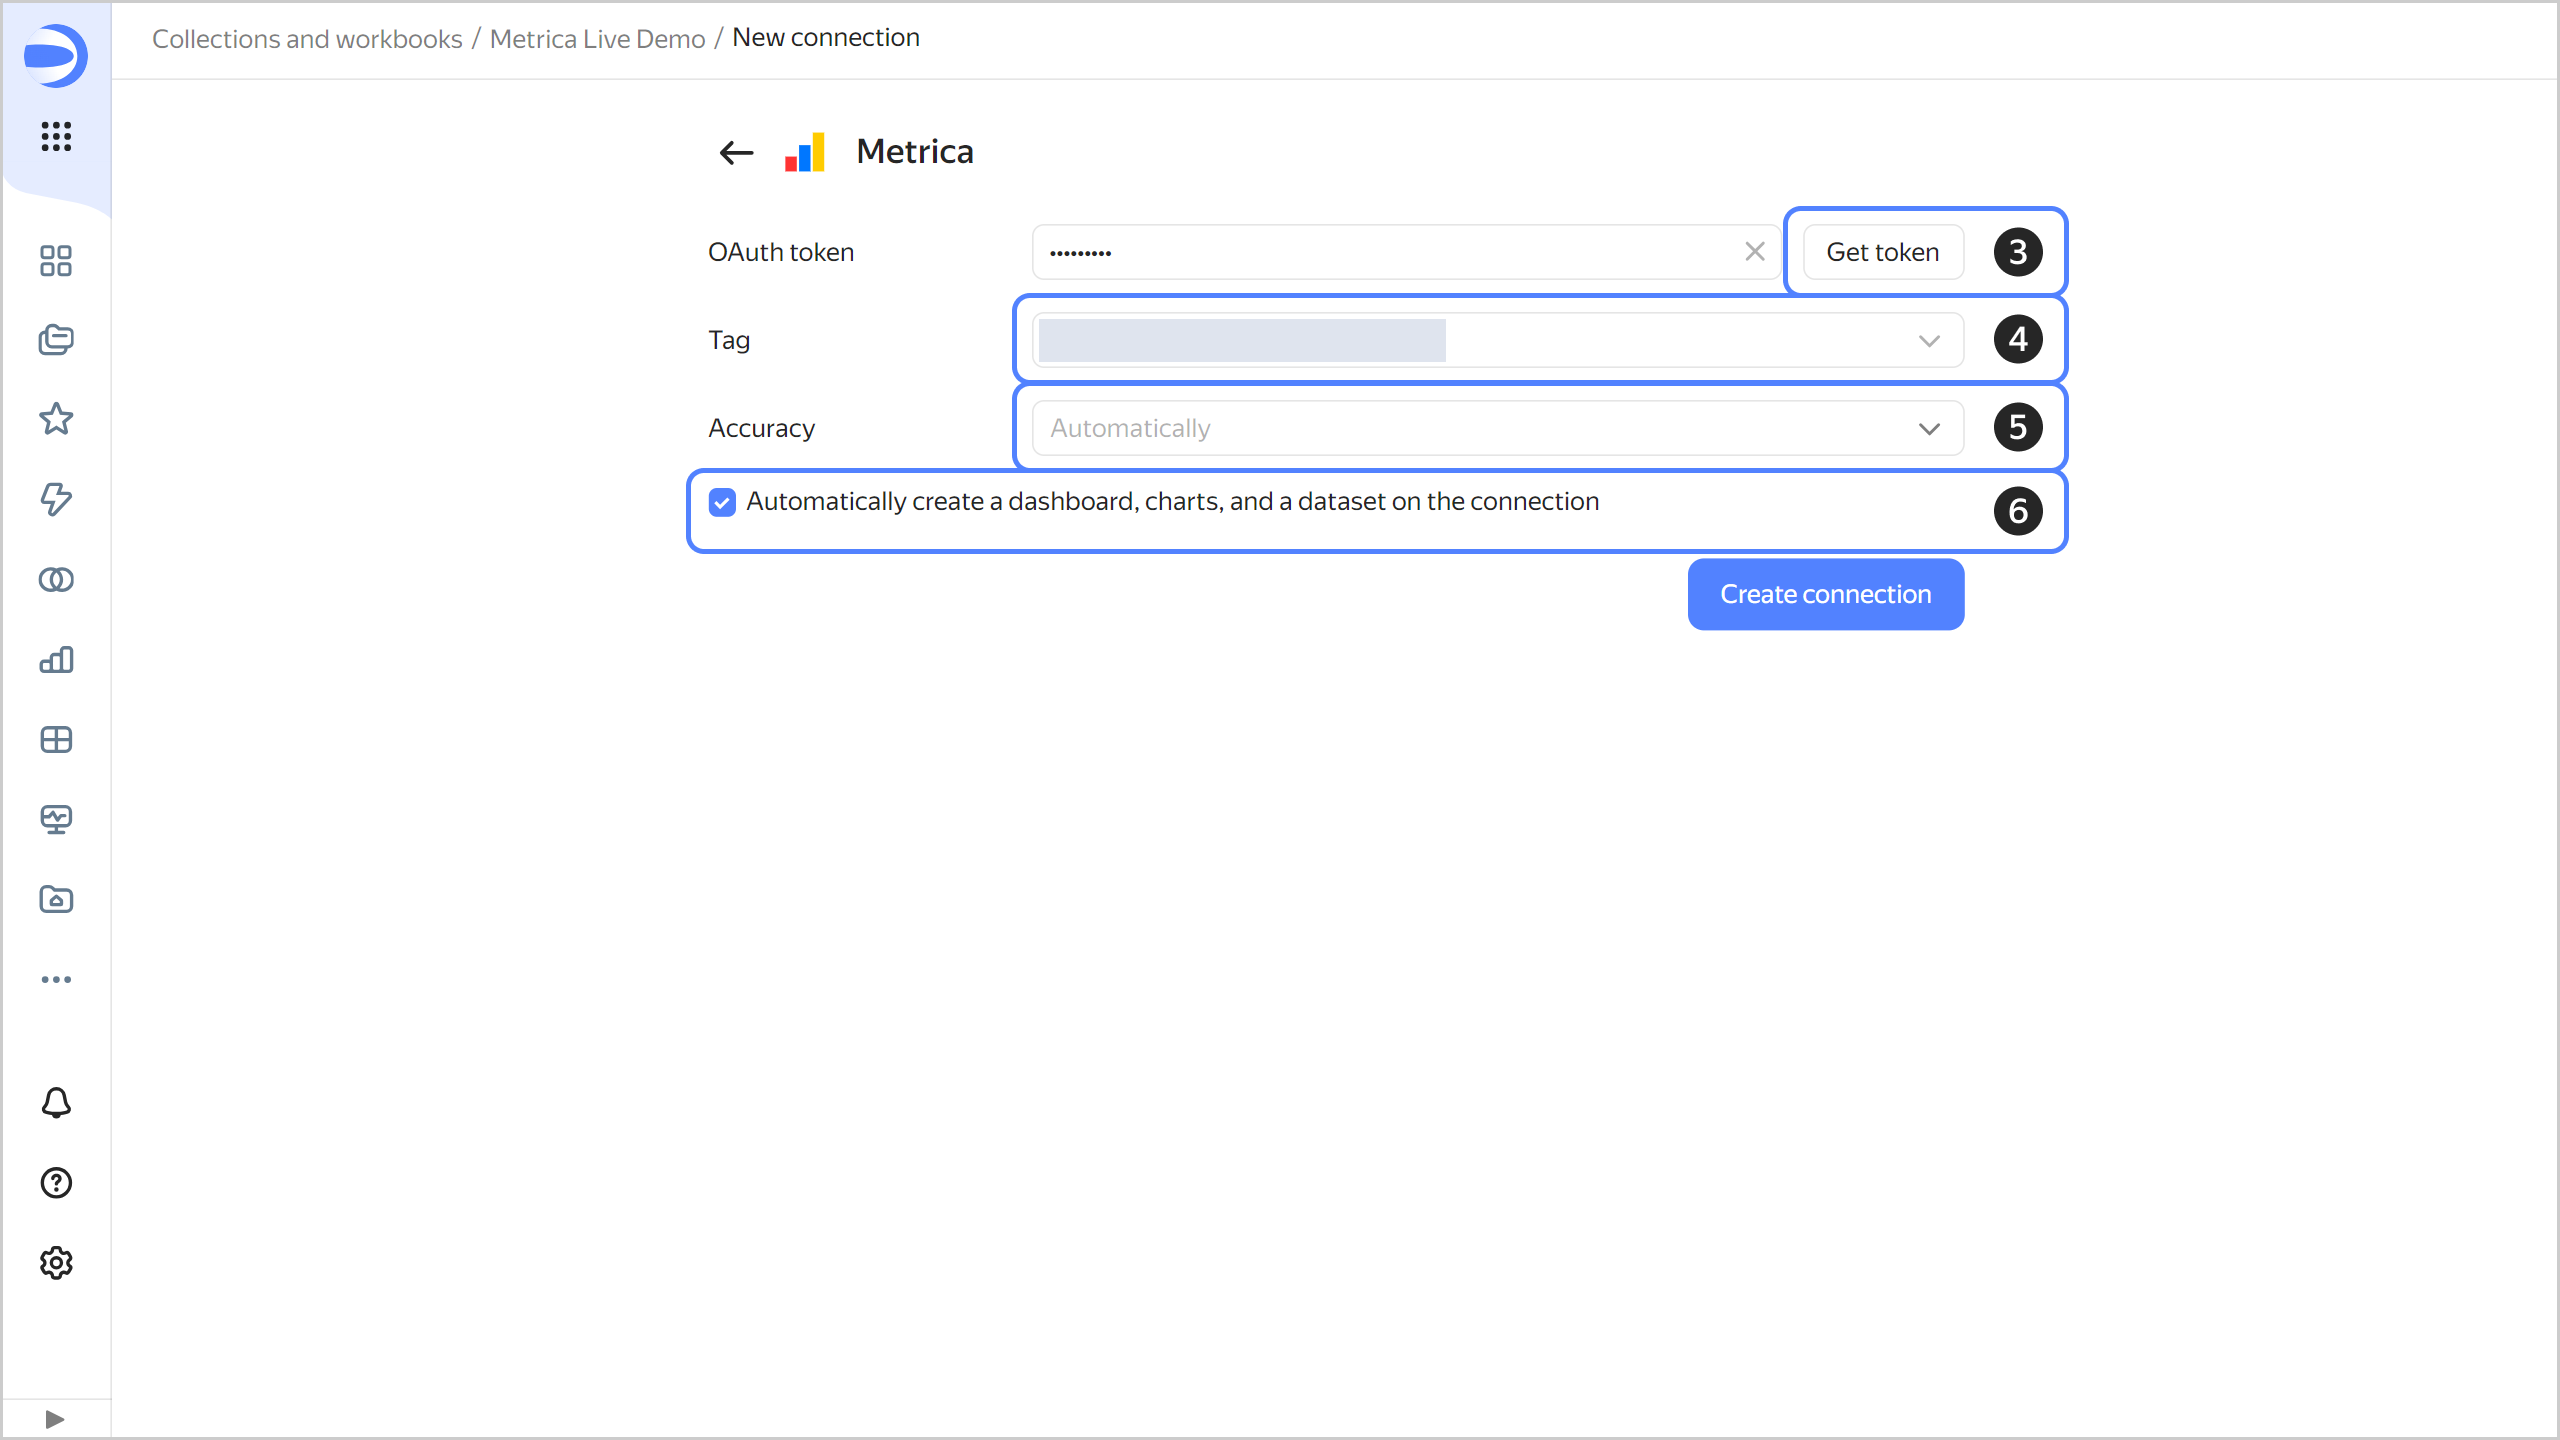 Collections and workbooks / Metrica Live Demo / New connection
Metrica
OAuth token ••••••••• Get token 3
Tag 4
Accuracy Automatically 5
Automatically create a dashboard, charts, and a dataset on the connection 6
Create connection